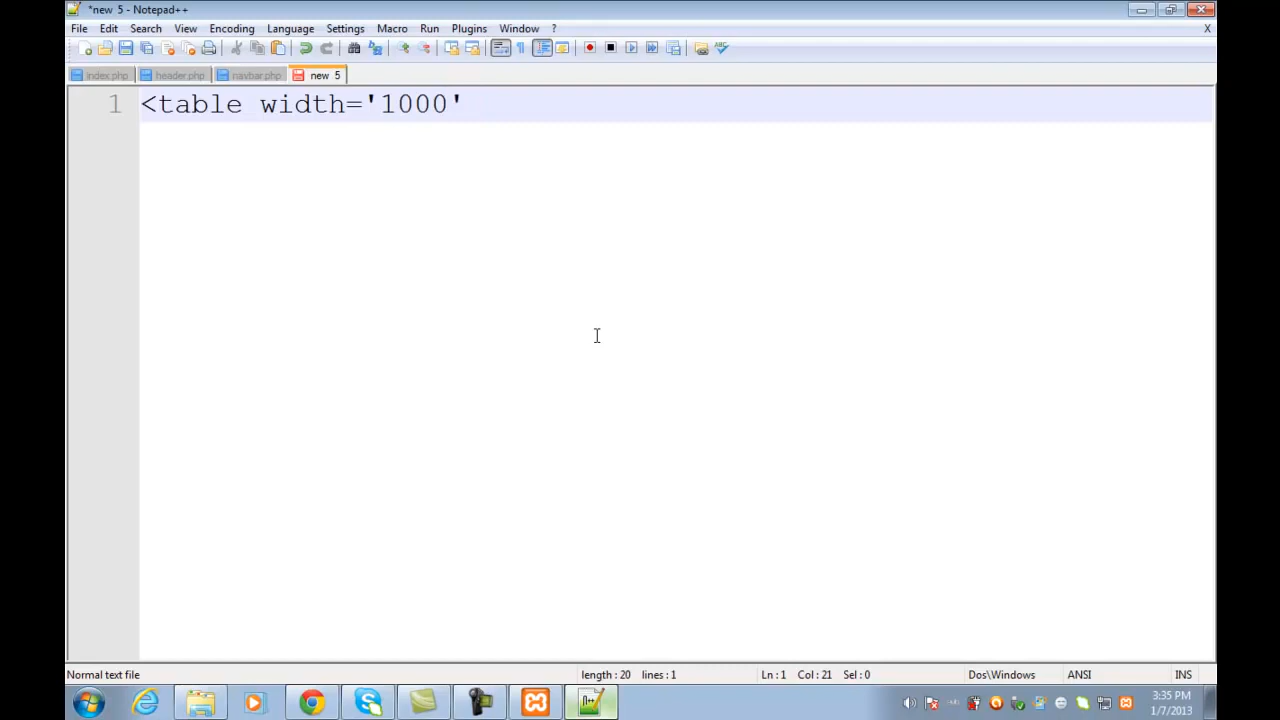 *new 5 - Notepad++
File Edit Search View Encoding Language Settings Macro Run Plugins Window ? X
index.php header.php navbar.php new 5
1 <table width='1000'
Normal text file length : 20 lines : 1 Ln : 1 Col : 21 Sel : 0 Dos\Windows ANSI INS
3:35 PM
1/7/2013